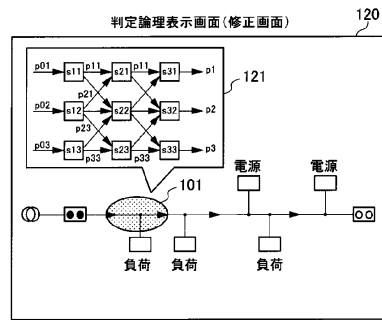 判定論理表示画面(修正画面)
120
p01 s11 p11 s21 p11 s31 p1
p21
121
p02 s12 s22 s32 p2
p23
p03 s13 s23 s33 p3
p33 p33
101
電源 電源
負荷 負荷 負荷